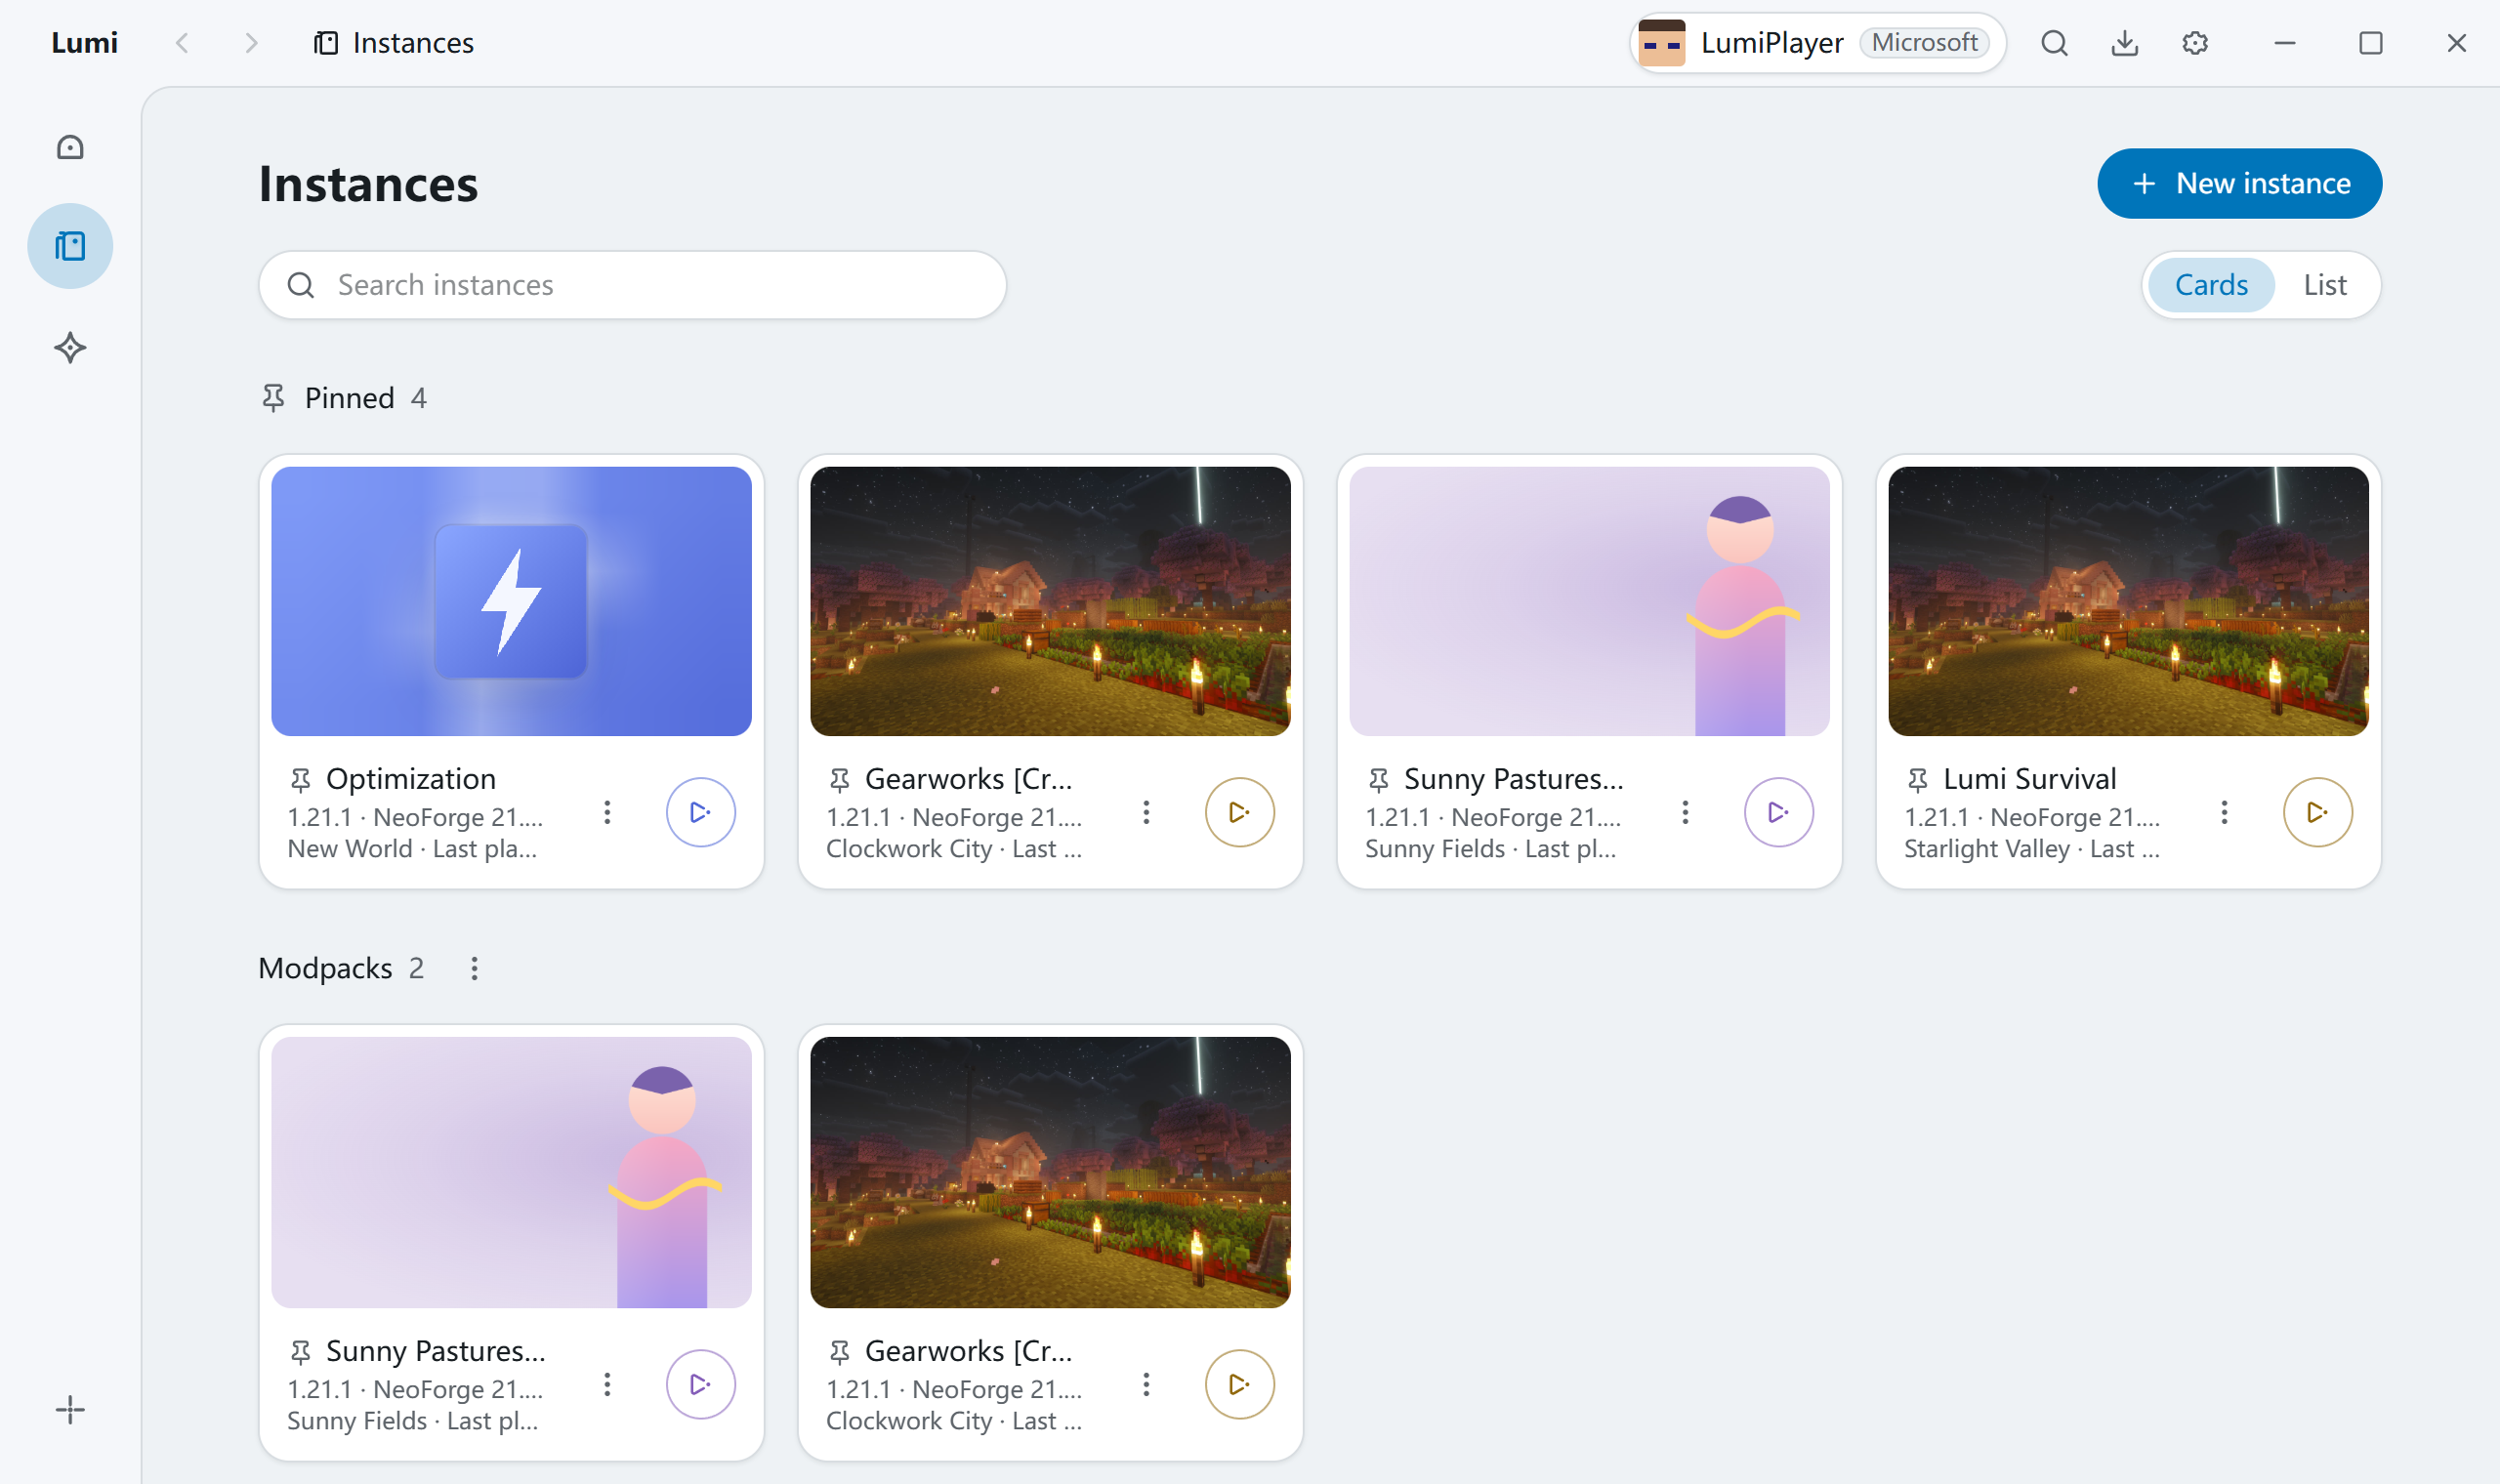 Lumi
Instances
LumiPlayer Microsoft
Instances
New instance
Search instances
Cards List
Pinned 4
Optimization
1.21.1 · NeoForge 21....
New World · Last pla...
Gearworks [Cr...
1.21.1 · NeoForge 21....
Clockwork City · Last ...
Sunny Pastures...
1.21.1 · NeoForge 21....
Sunny Fields · Last pl...
Lumi Survival
1.21.1 · NeoForge 21....
Starlight Valley · Last ...
Modpacks 2
Sunny Pastures...
1.21.1 · NeoForge 21....
Sunny Fields · Last pl...
Gearworks [Cr...
1.21.1 · NeoForge 21....
Clockwork City · Last ...